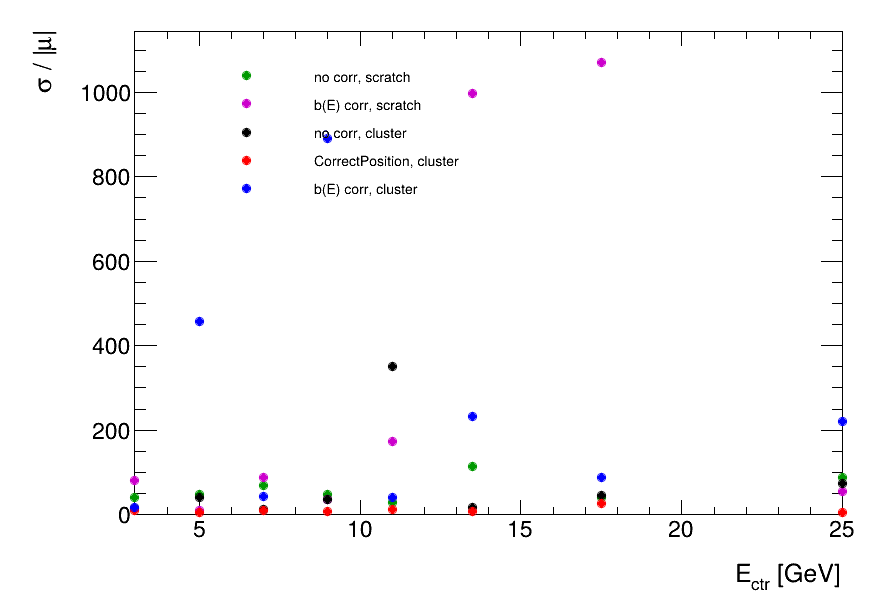 σ / |μ|
1000
800
600
400
200
0
no corr, scratch
b(E) corr, scratch
no corr, cluster
CorrectPosition, cluster
b(E) corr, cluster
5 10 15 20 25
E_ctr [GeV]